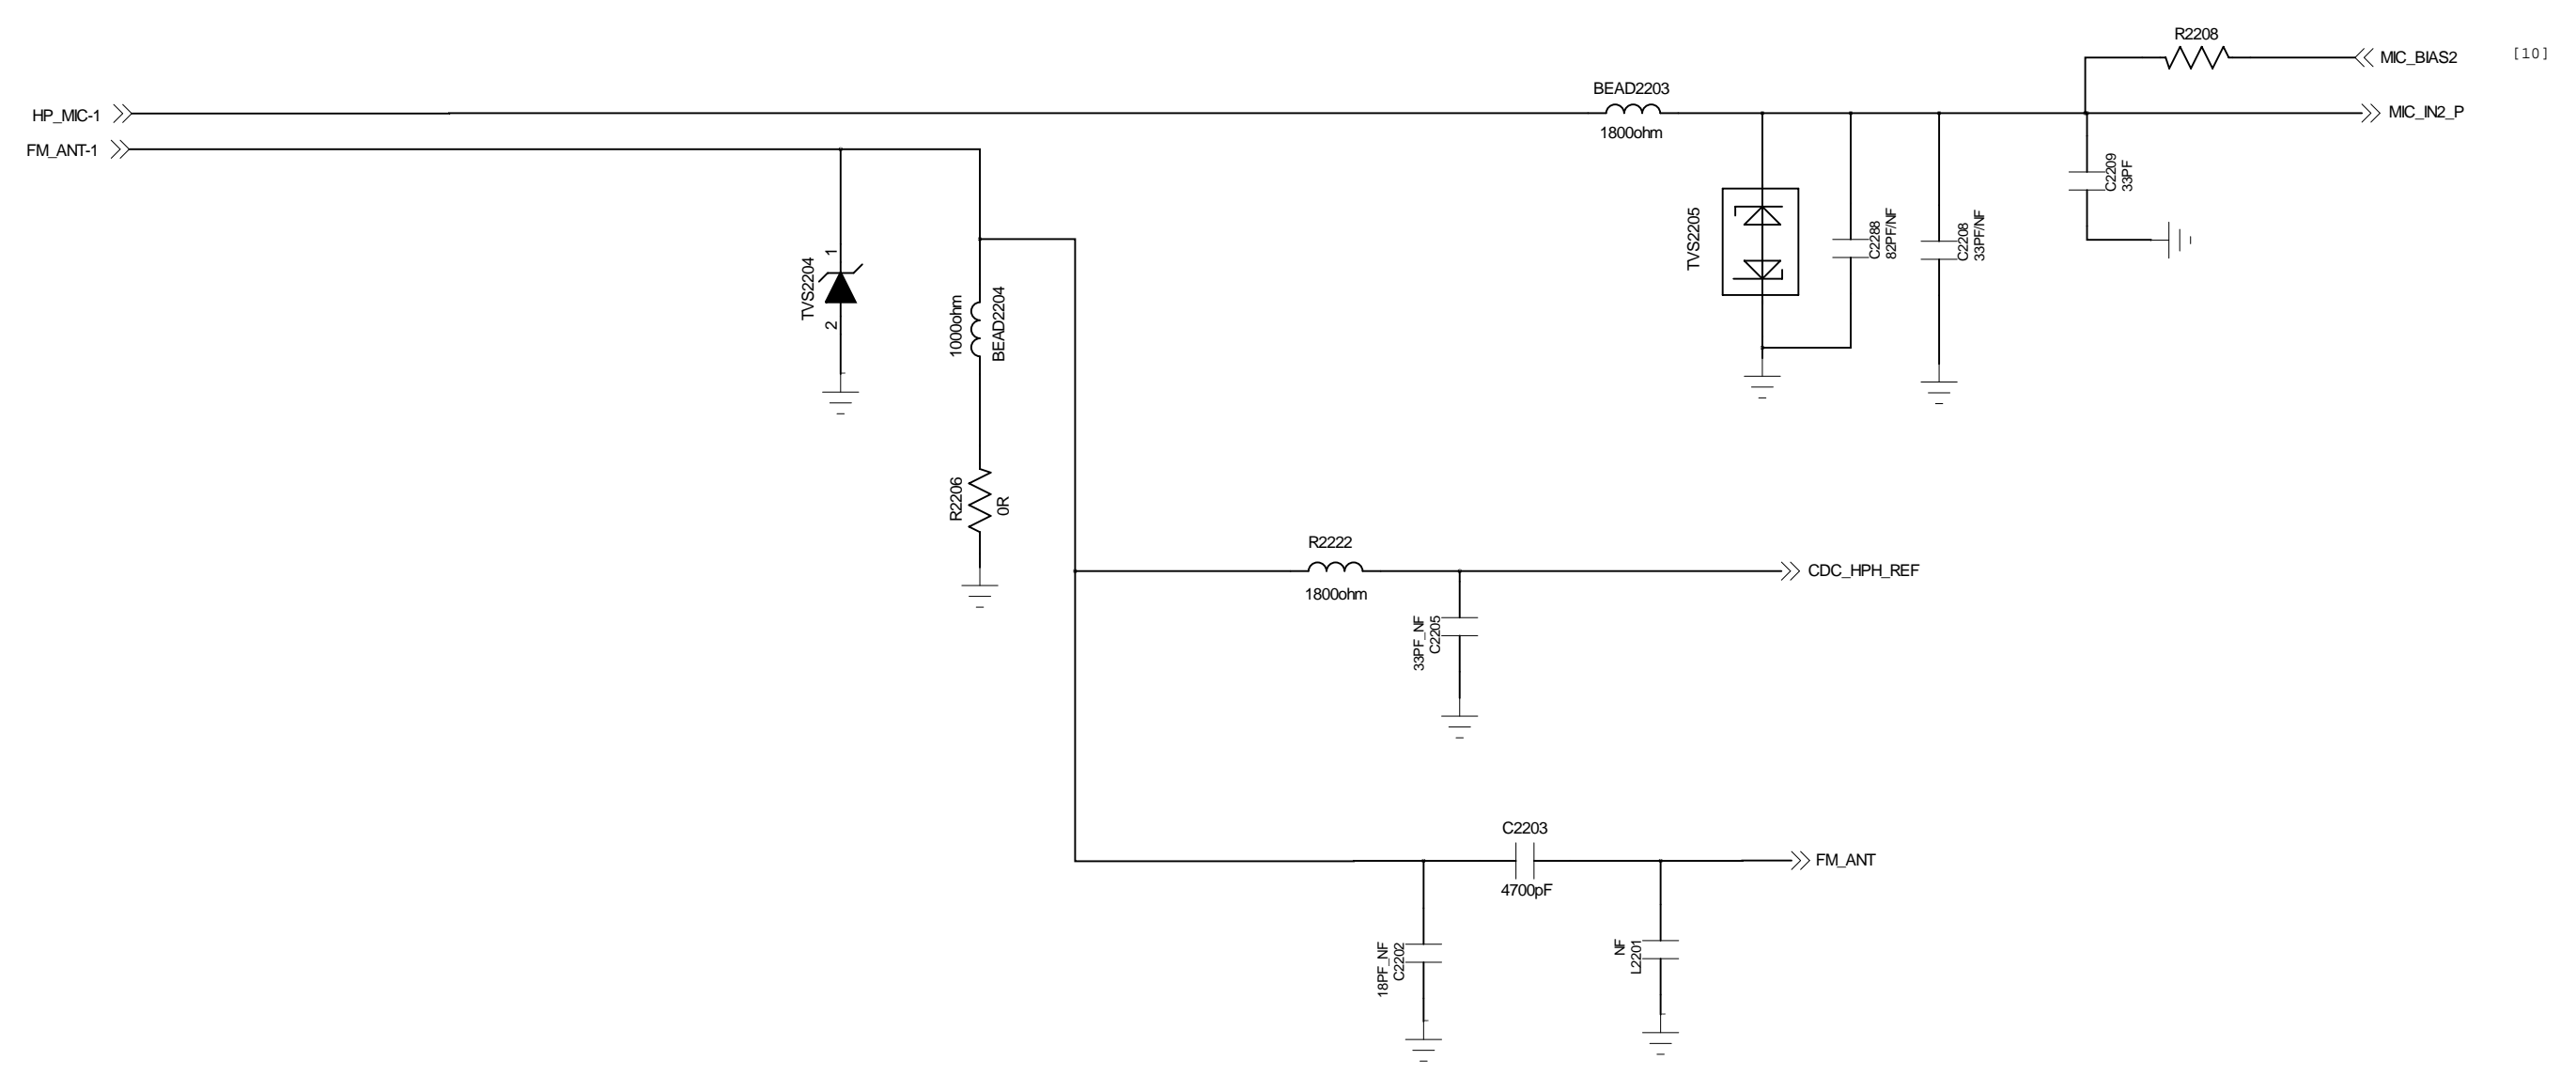 R2208
MIC_BIAS2
[10]
BEAD2203
HP_MIC-1
MIC_IN2_P
1800ohm
FM_ANT-1
C2209
33PF
TVS2205
C2288
82PF/NF
C2208
33PF/NF
TVS2204
1
2
1000ohm
BEAD2204
R2206
0R
R2222
CDC_HPH_REF
1800ohm
33PF_NF
C2205
C2203
FM_ANT
4700pF
18PF_NF
C2202
NF
L2201